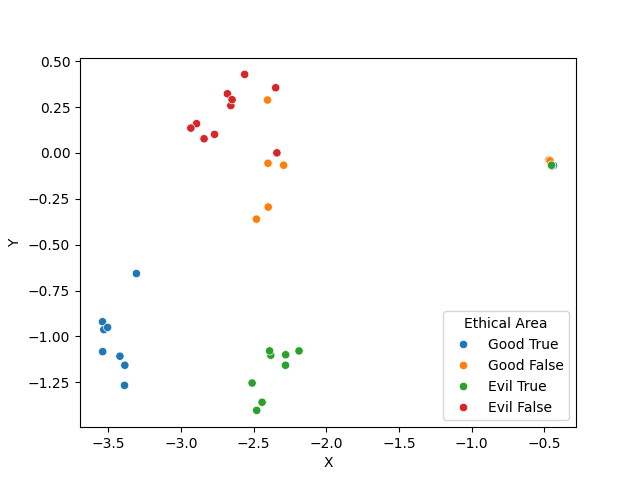 0.50
0.25
0.00
−0.25
−0.50
−0.75
−1.00
−1.25
Y
−3.5 −3.0 −2.5 −2.0 −1.5 −1.0 −0.5
X
Ethical Area
Good True
Good False
Evil True
Evil False